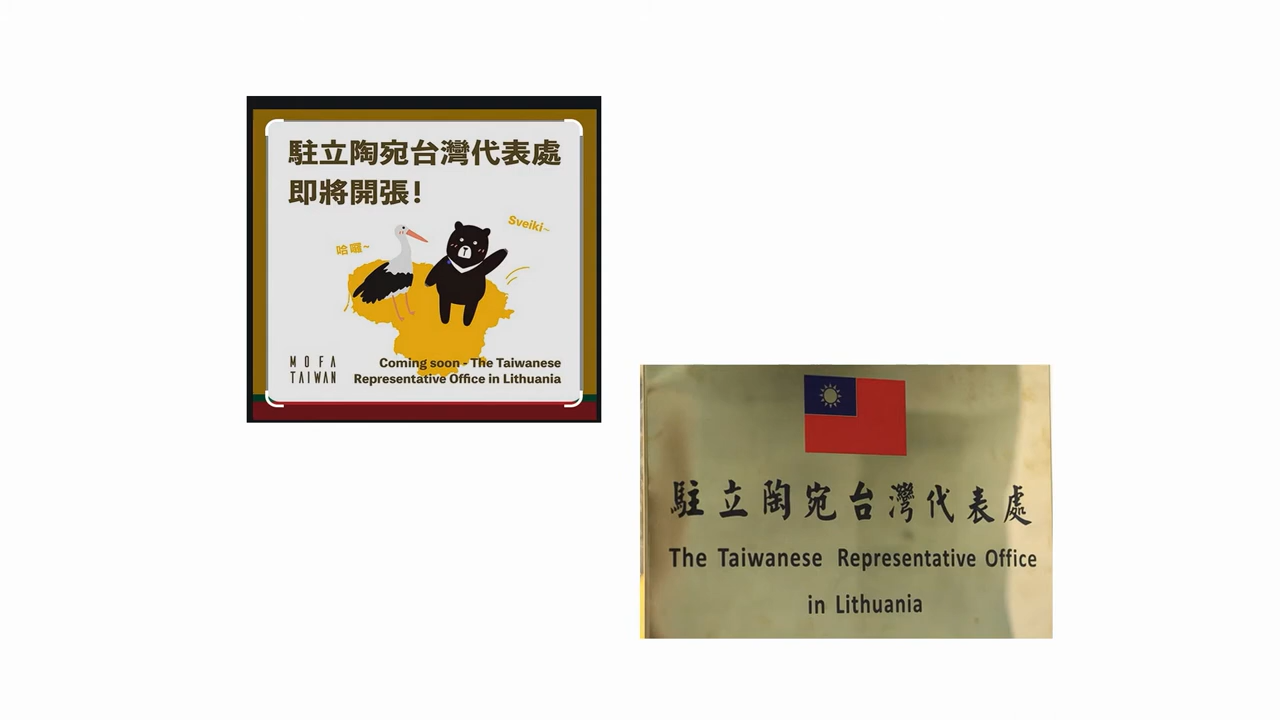 駐立陶宛台灣代表處
即將開張!
Sveiki~
哈囉~
MOFA
TAIWAN
Coming soon - The Taiwanese
Representative Office in Lithuania
駐立陶宛台灣代表處
The Taiwanese Representative Office
in Lithuania